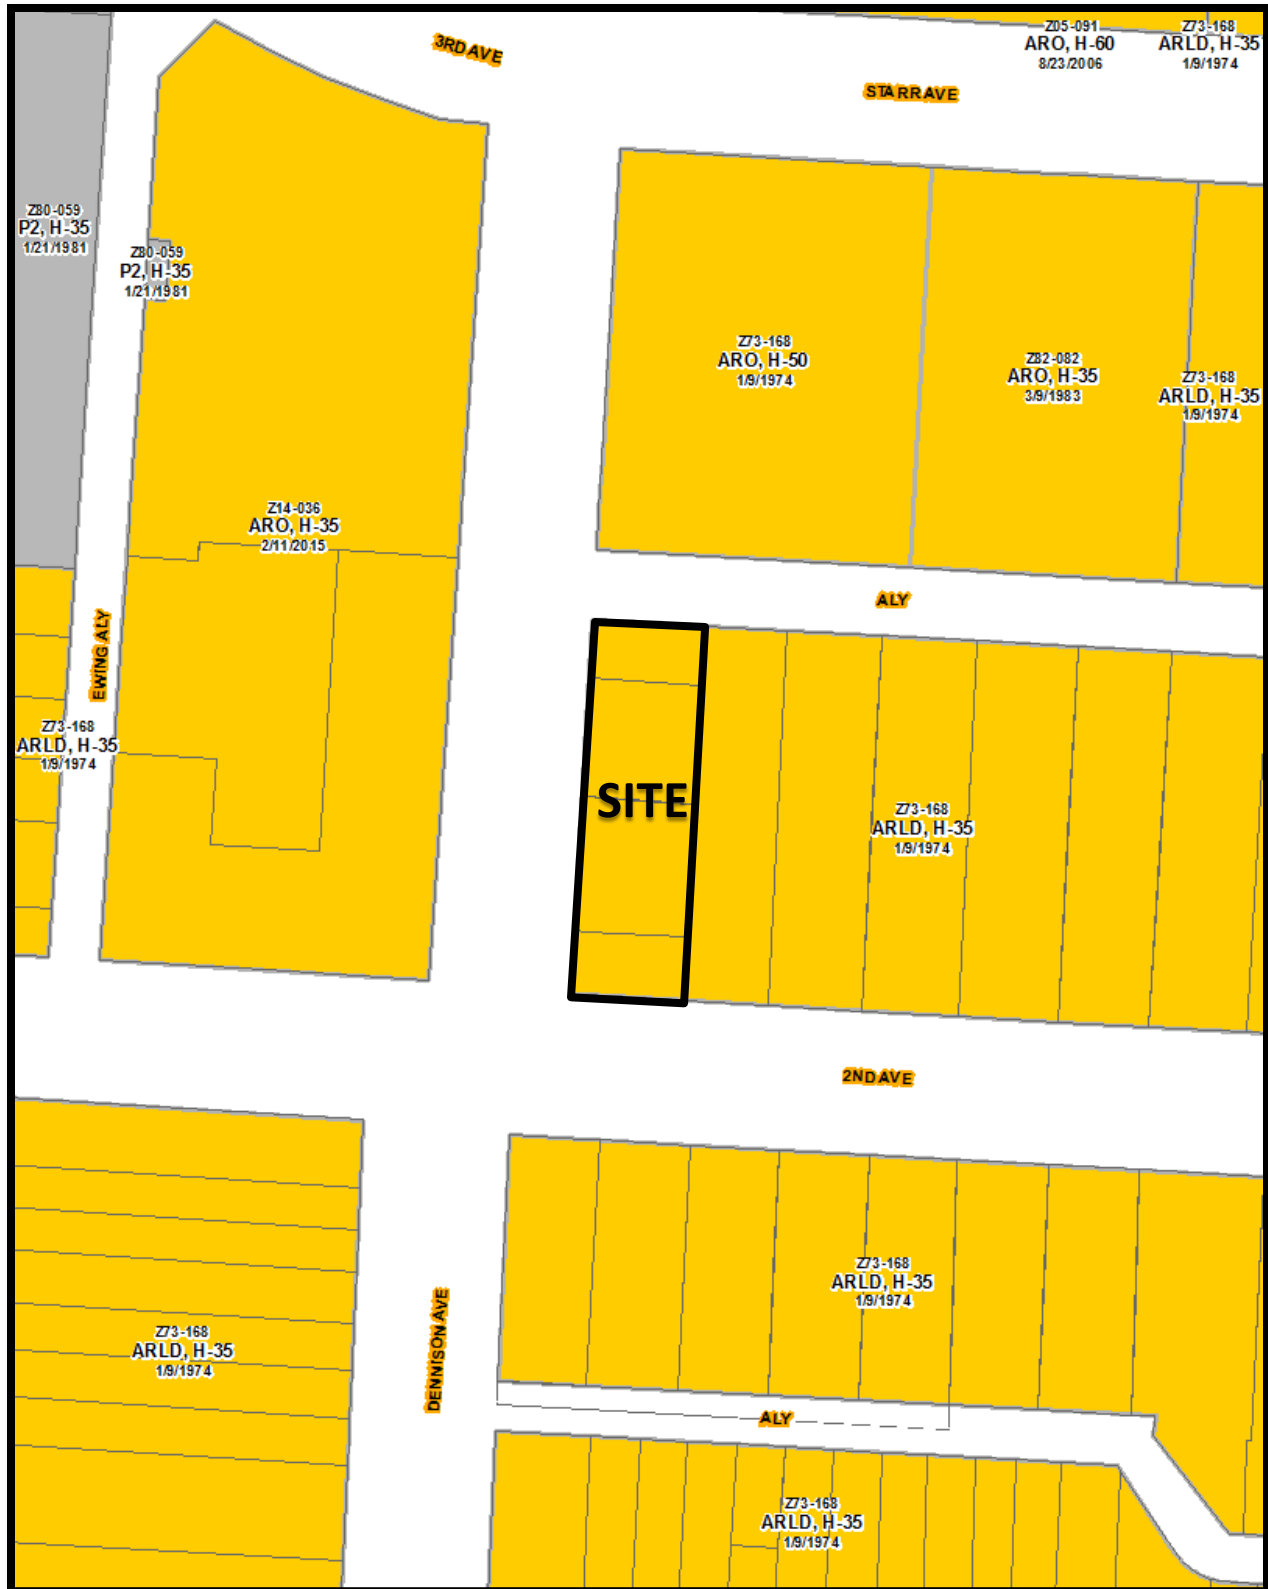 3RD AVE
Z05-091
ARO, H-60
8/23/2006
Z73-168
ARLD, H-35
1/9/1974
STARR AVE
Z80-059
P2, H-35
1/21/1981
Z80-059
P2, H-35
1/21/1981
Z73-168
ARO, H-50
1/9/1974
Z82-082
ARO, H-35
3/9/1983
Z73-168
ARLD, H-35
1/9/1974
Z14-036
ARO, H-35
2/11/2015
ALY
EWING ALY
Z73-168
ARLD, H-35
1/9/1974
SITE
Z73-168
ARLD, H-35
1/9/1974
2ND AVE
Z73-168
ARLD, H-35
1/9/1974
Z73-168
ARLD, H-35
1/9/1974
DENNISON AVE
ALY
Z73-168
ARLD, H-35
1/9/1974